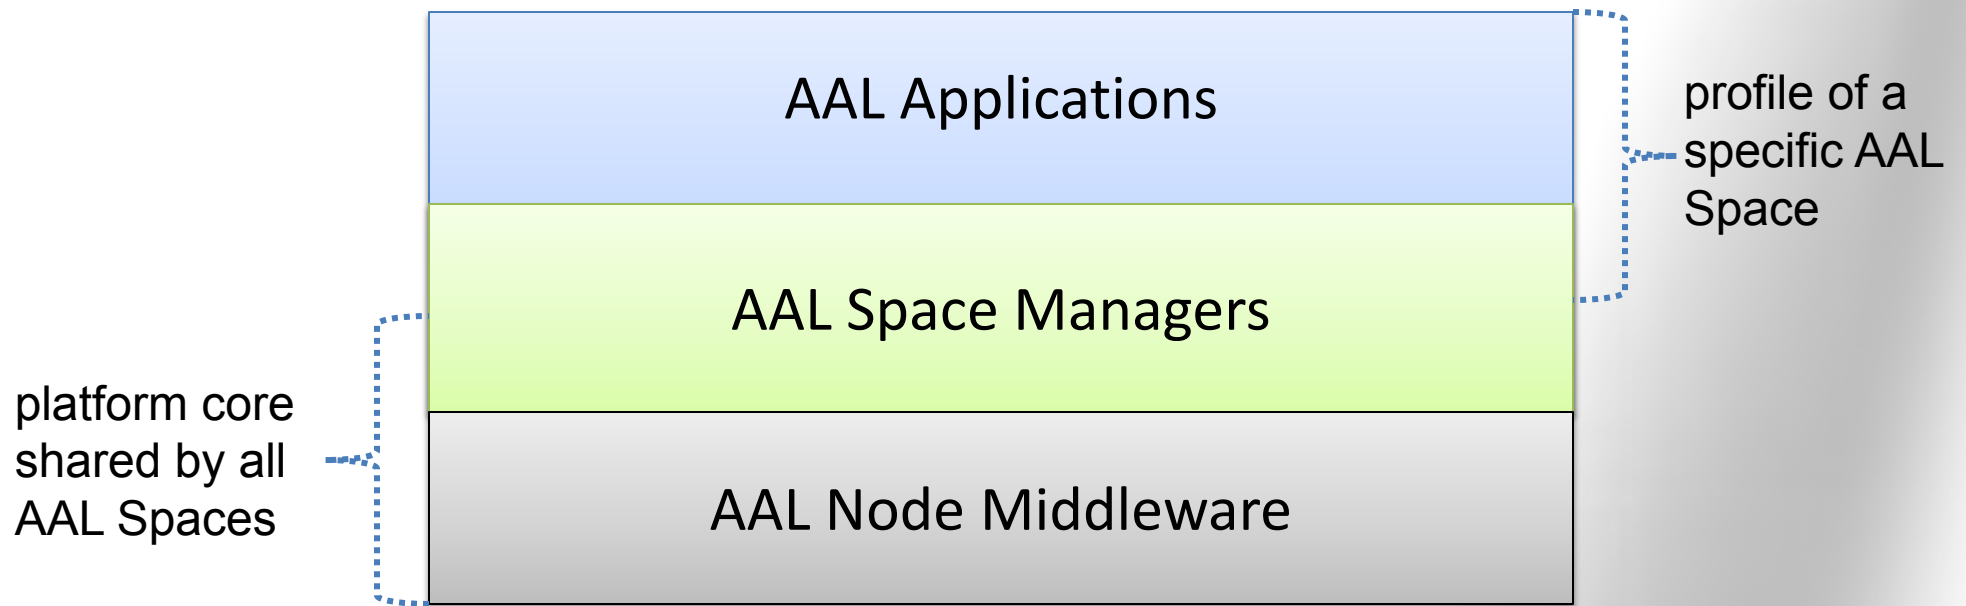 AAL Applications
profile of a
specific AAL
Space
AAL Space Managers
platform core
shared by all
AAL Spaces
AAL Node Middleware